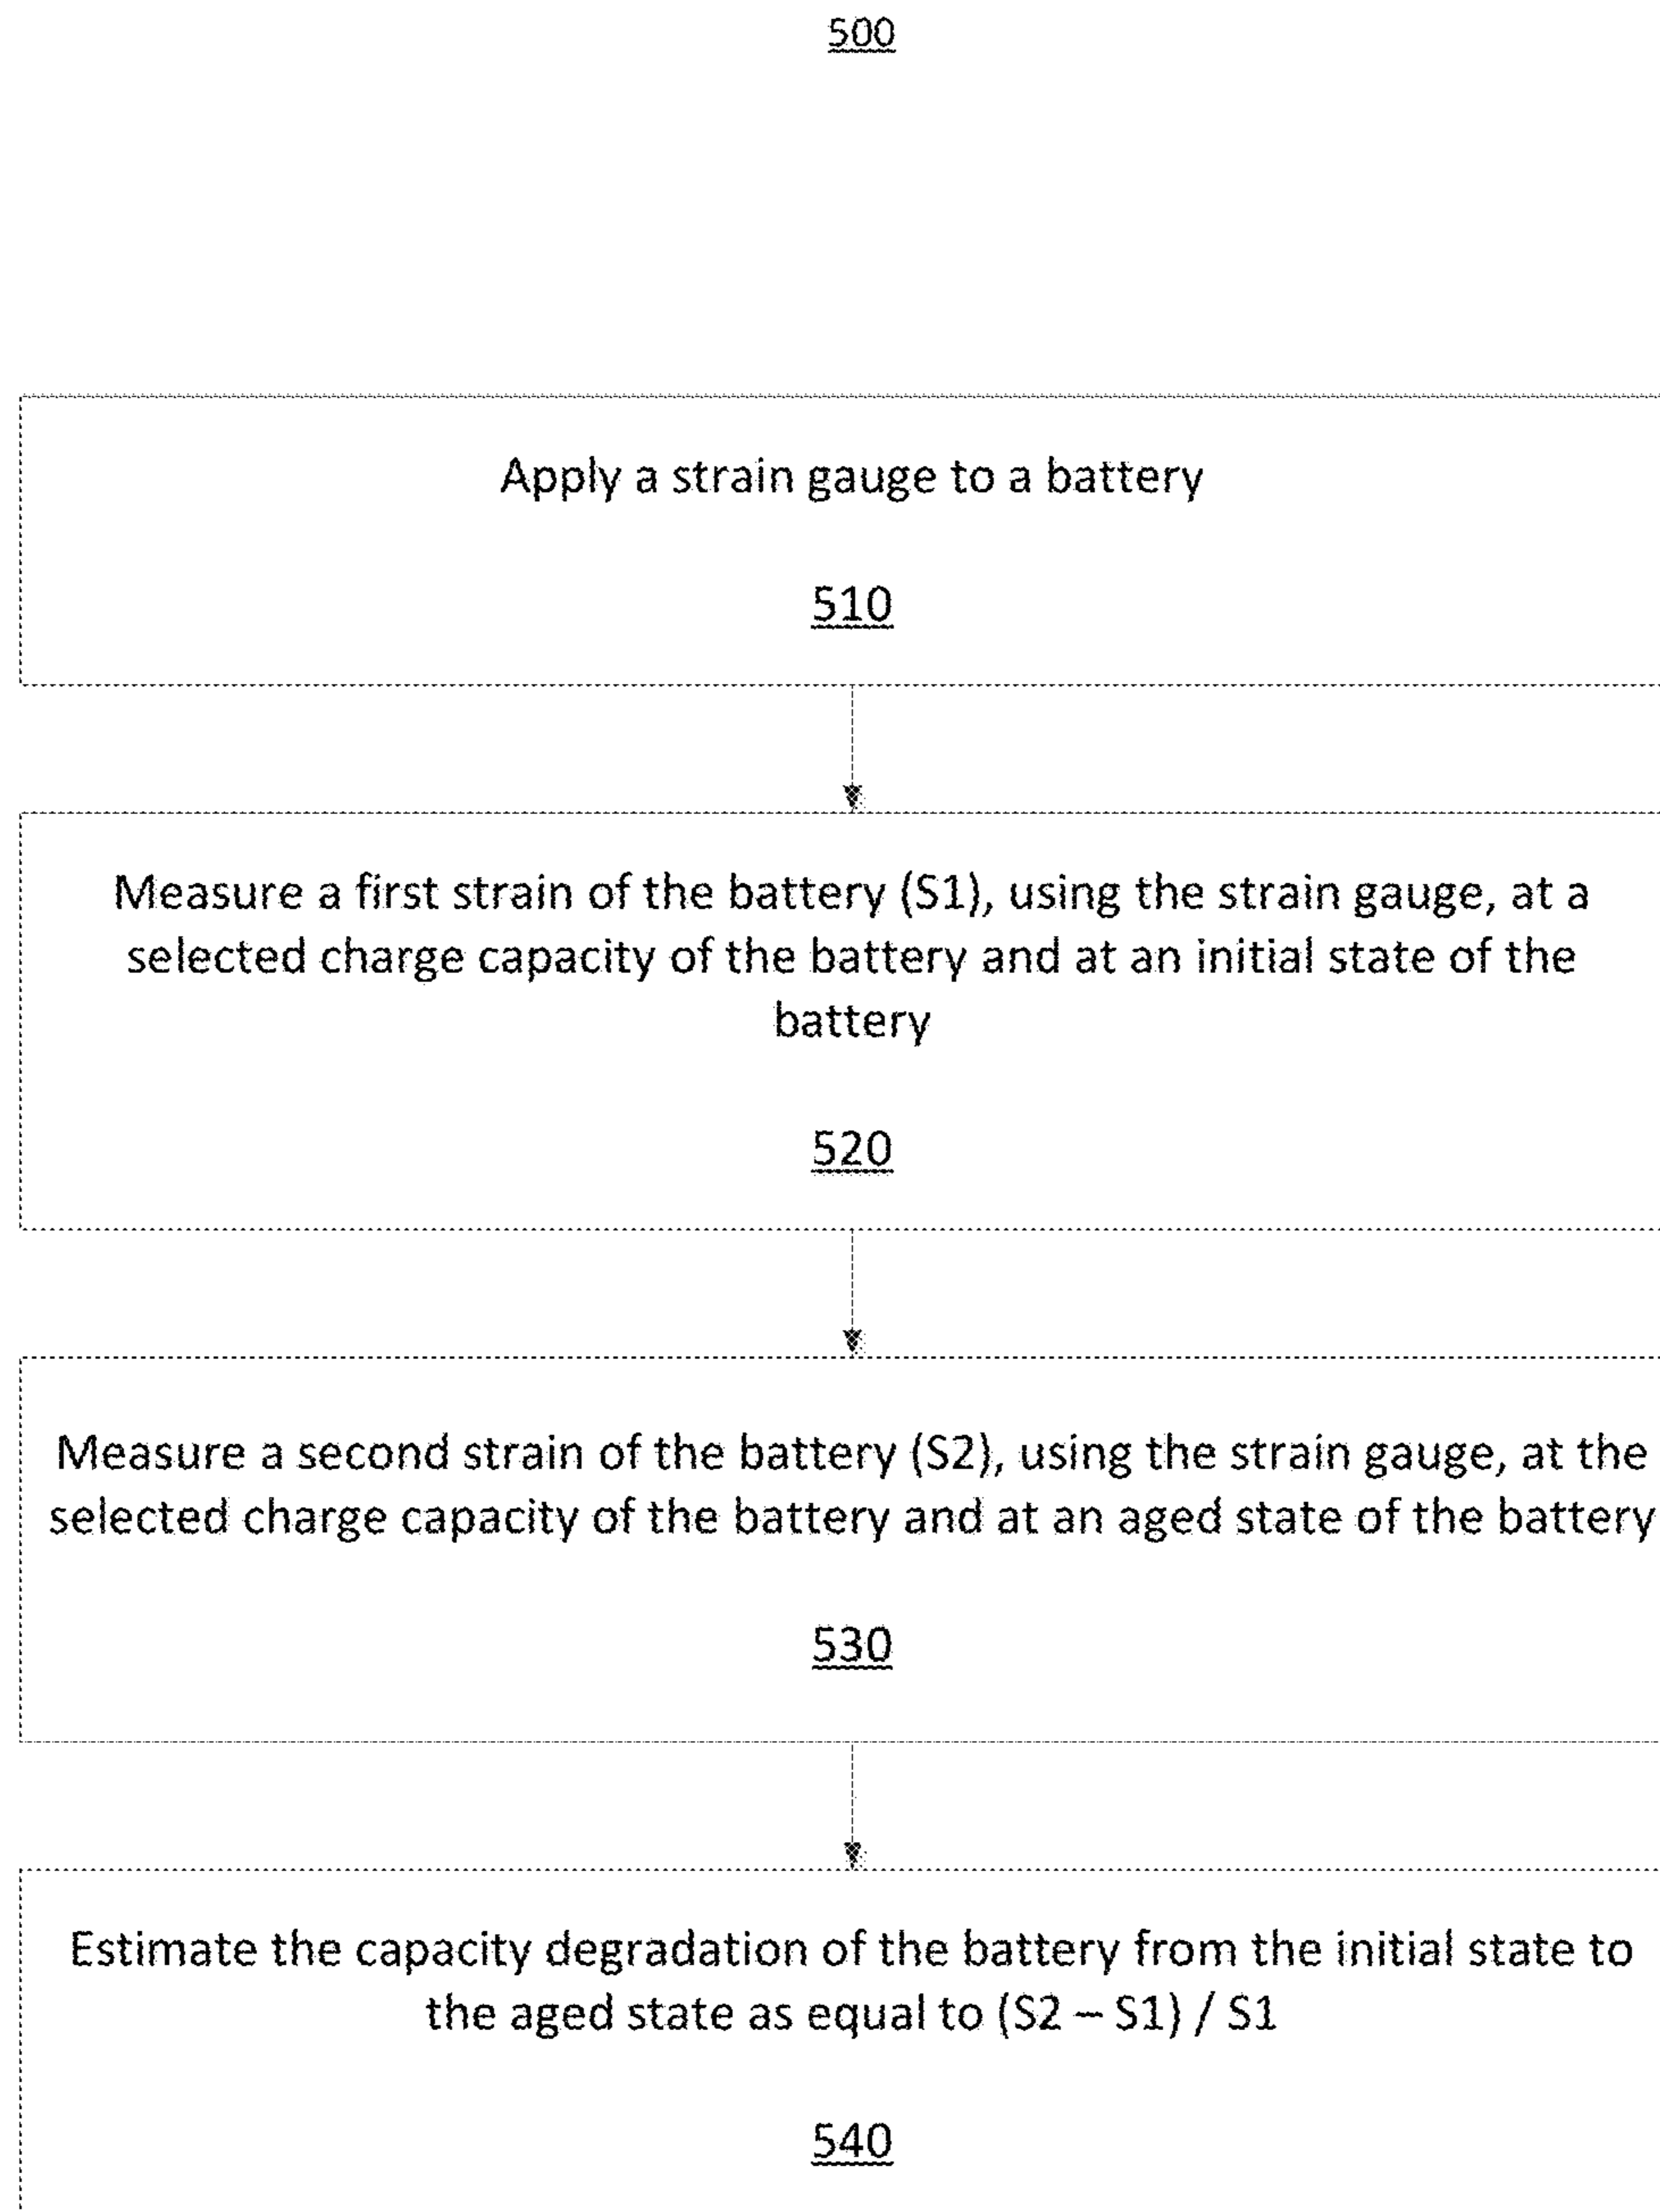 500
Apply a strain gauge to a battery
510
Measure a first strain of the battery (S1), using the strain gauge, at a
selected charge capacity of the battery and at an initial state of the
battery
520
Measure a second strain of the battery (S2), using the strain gauge, at the
selected charge capacity of the battery and at an aged state of the battery
530
Estimate the capacity degradation of the battery from the initial state to
the aged state as equal to (S2 – S1) / S1
540